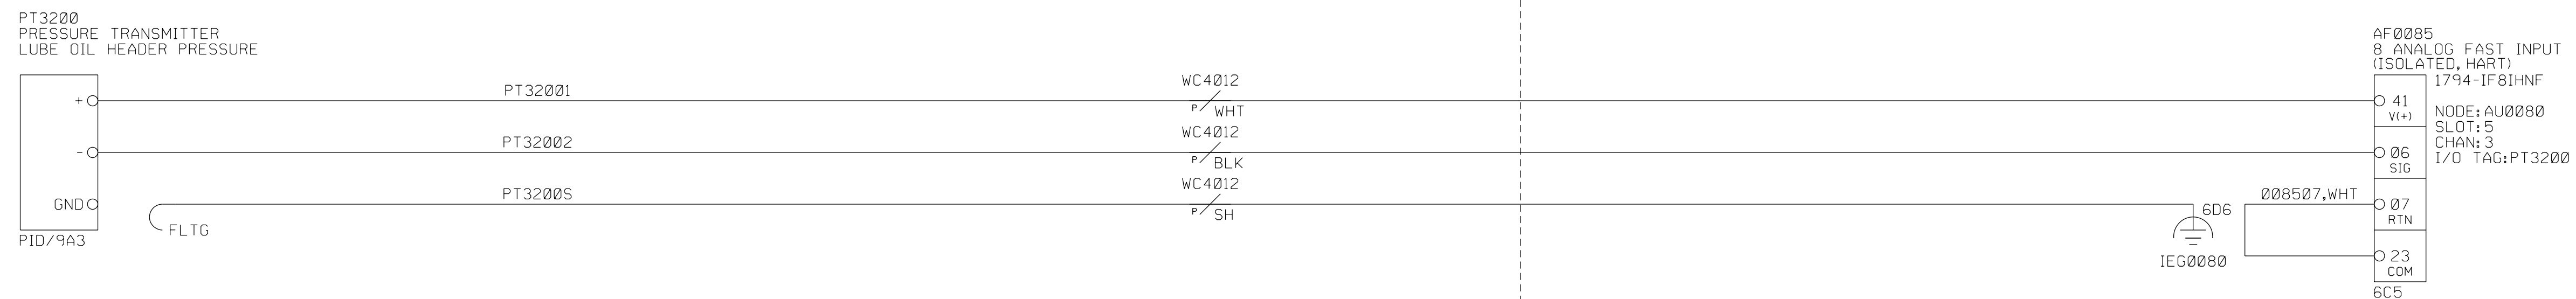 PT3200
PRESSURE TRANSMITTER
LUBE OIL HEADER PRESSURE
+
-
GND
PID/9A3
FLTG
PT32001
PT32002
PT3200S
WC4012
P WHT
WC4012
P BLK
WC4012
P SH
6D6
IEG0080
008507,WHT
AF0085
8 ANALOG FAST INPUT
(ISOLATED,HART)
1794-IF8IHNF
NODE:AU0080
SLOT:5
CHAN:3
I/O TAG:PT3200
41
V(+)
06
SIG
07
RTN
23
COM
6C5